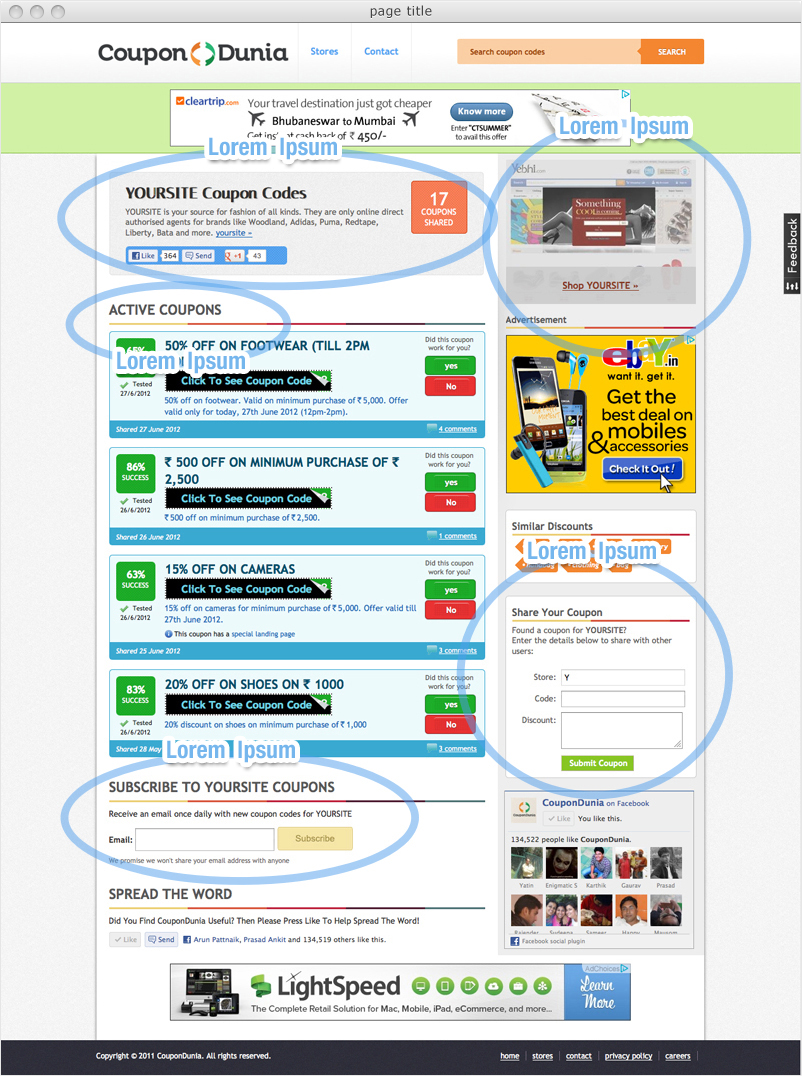 page title
Coupon Dunia
Stores
Contact
Search coupon codes
SEARCH
cleartrip.com
Your travel destination just got cheaper
Bhubaneswar to Mumbai
cash back of ₹ 450/-
Know more
Enter "CTSUMMER"
to avail this offer
Lorem Ipsum
Lorem Ipsum
YOURSITE Coupon Codes
YOURSITE is your source for fashion of all kinds. They are only online direct
authorised agents for brands like Woodland, Adidas, Puma, Redtape,
Liberty, Bata and more. yoursite »
17
COUPONS
SHARED
Like 364 Send +1 43
Yebhi.com
Something
COOL is coming
Shop YOURSITE »
Feedback
ACTIVE COUPONS
Lorem Ipsum
50% OFF ON FOOTWEAR (TILL 2PM
Click To See Coupon Code
Tested
27/6/2012
50% off on footwear. Valid on minimum purchase of ₹ 5,000. Offer
valid only for today, 27th June 2012 (12pm-2pm).
Did this coupon
work for you?
yes
No
Shared 27 June 2012
4 comments
86%
SUCCESS
Tested
26/6/2012
₹ 500 OFF ON MINIMUM PURCHASE OF ₹
2,500
Click To See Coupon Code
₹ 500 off on minimum purchase of ₹ 2,500.
Did this coupon
work for you?
yes
No
Shared 26 June 2012
1 comments
63%
SUCCESS
Tested
26/6/2012
15% OFF ON CAMERAS
Click To See Coupon Code
15% off on cameras for minimum purchase of ₹ 5,000. Offer valid till
27th June 2012.
This coupon has a special landing page
Did this coupon
work for you?
yes
No
Shared 25 June 2012
3 comments
83%
SUCCESS
Tested
26/6/2012
20% OFF ON SHOES ON ₹ 1000
Click To See Coupon Code
20% discount on shoes on minimum purchase of ₹ 1,000
Did this coupon
work for you?
yes
No
Shared 28 May
3 comments
Lorem Ipsum
SUBSCRIBE TO YOURSITE COUPONS
Receive an email once daily with new coupon codes for YOURSITE
Email:
Subscribe
We promise we won't share your email address with anyone
SPREAD THE WORD
Did You Find CouponDunia Useful? Then Please Press Like To Help Spread The Word!
Like Send Arun Pattnaik, Prasad Ankit and 134,519 others like this.
Advertisement
ebay.in
want it. get it.
Get the
best deal on
mobiles
&accessories
Check It Out!
Similar Discounts
Lorem Ipsum
Share Your Coupon
Found a coupon for YOURSITE?
Enter the details below to share with other
users:
Store: Y
Code:
Discount:
Submit Coupon
CouponDunia on Facebook
Like You like this.
134,522 people like CouponDunia.
Yatin Enigmatic S Karthik Gaurav Prasad
Facebook social plugin
LightSpeed
The Complete Retail Solution for Mac, Mobile, iPad, eCommerce, and more...
AdChoices
Learn
More
Copyright © 2011 CouponDunia. All rights reserved.
home stores contact privacy policy careers